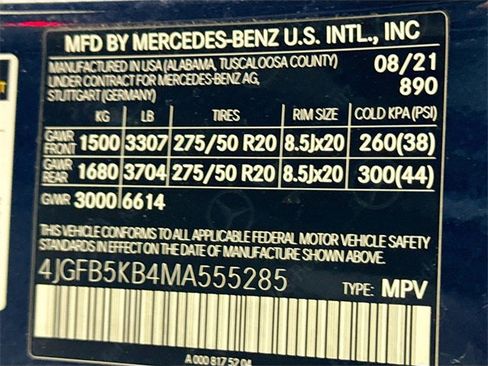 MFD BY MERCEDES-BENZ U.S. INTL., INC
MANUFACTURED IN USA (ALABAMA, TUSCALOOSA COUNTY) 08/21
UNDER CONTRACT FOR MERCEDES-BENZ AG, 890
STUTTGART (GERMANY)
KG LB TIRES RIM SIZE COLD KPA (PSI)
GAWR FRONT 1500 3307 275/50 R20 8.5Jx20 260(38)
GAWR REAR 1680 3704 275/50 R20 8.5Jx20 300(44)
GVWR 3000 6614
THIS VEHICLE CONFORMS TO ALL APPLICABLE FEDERAL MOTOR VEHICLE SAFETY
STANDARDS IN EFFECT ON THE DATE OF MANUFACTURE SHOWN ABOVE.
4JGFB5KB4MA555285 TYPE: MPV
A 000 817 52 04